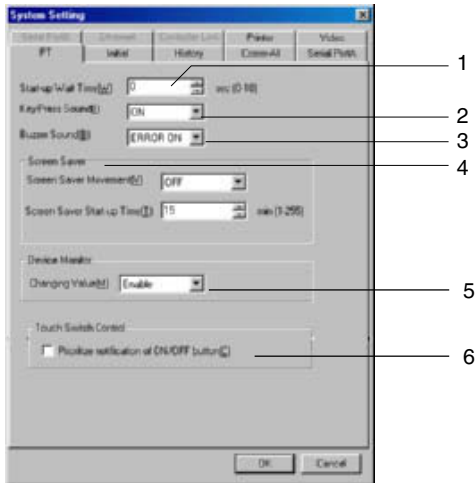 System Setting
Printer Video
PT Initial History Comm-All Serial PortA
Start-up Wait Time(W) 0 sec (0-10) 1
KeyPress Sound(I) ON 2
Buzzer Sound(B) ERROR ON 3
Screen Saver 4
Screen Saver Movement(V) OFF
Screen Saver Start-up Time(T) 15 min (1-255)
Device Monitor
Changing Value(H) Enable 5
Touch Switch Control
Prioritize notification of ON/OFF button(C) 6
OK Cancel